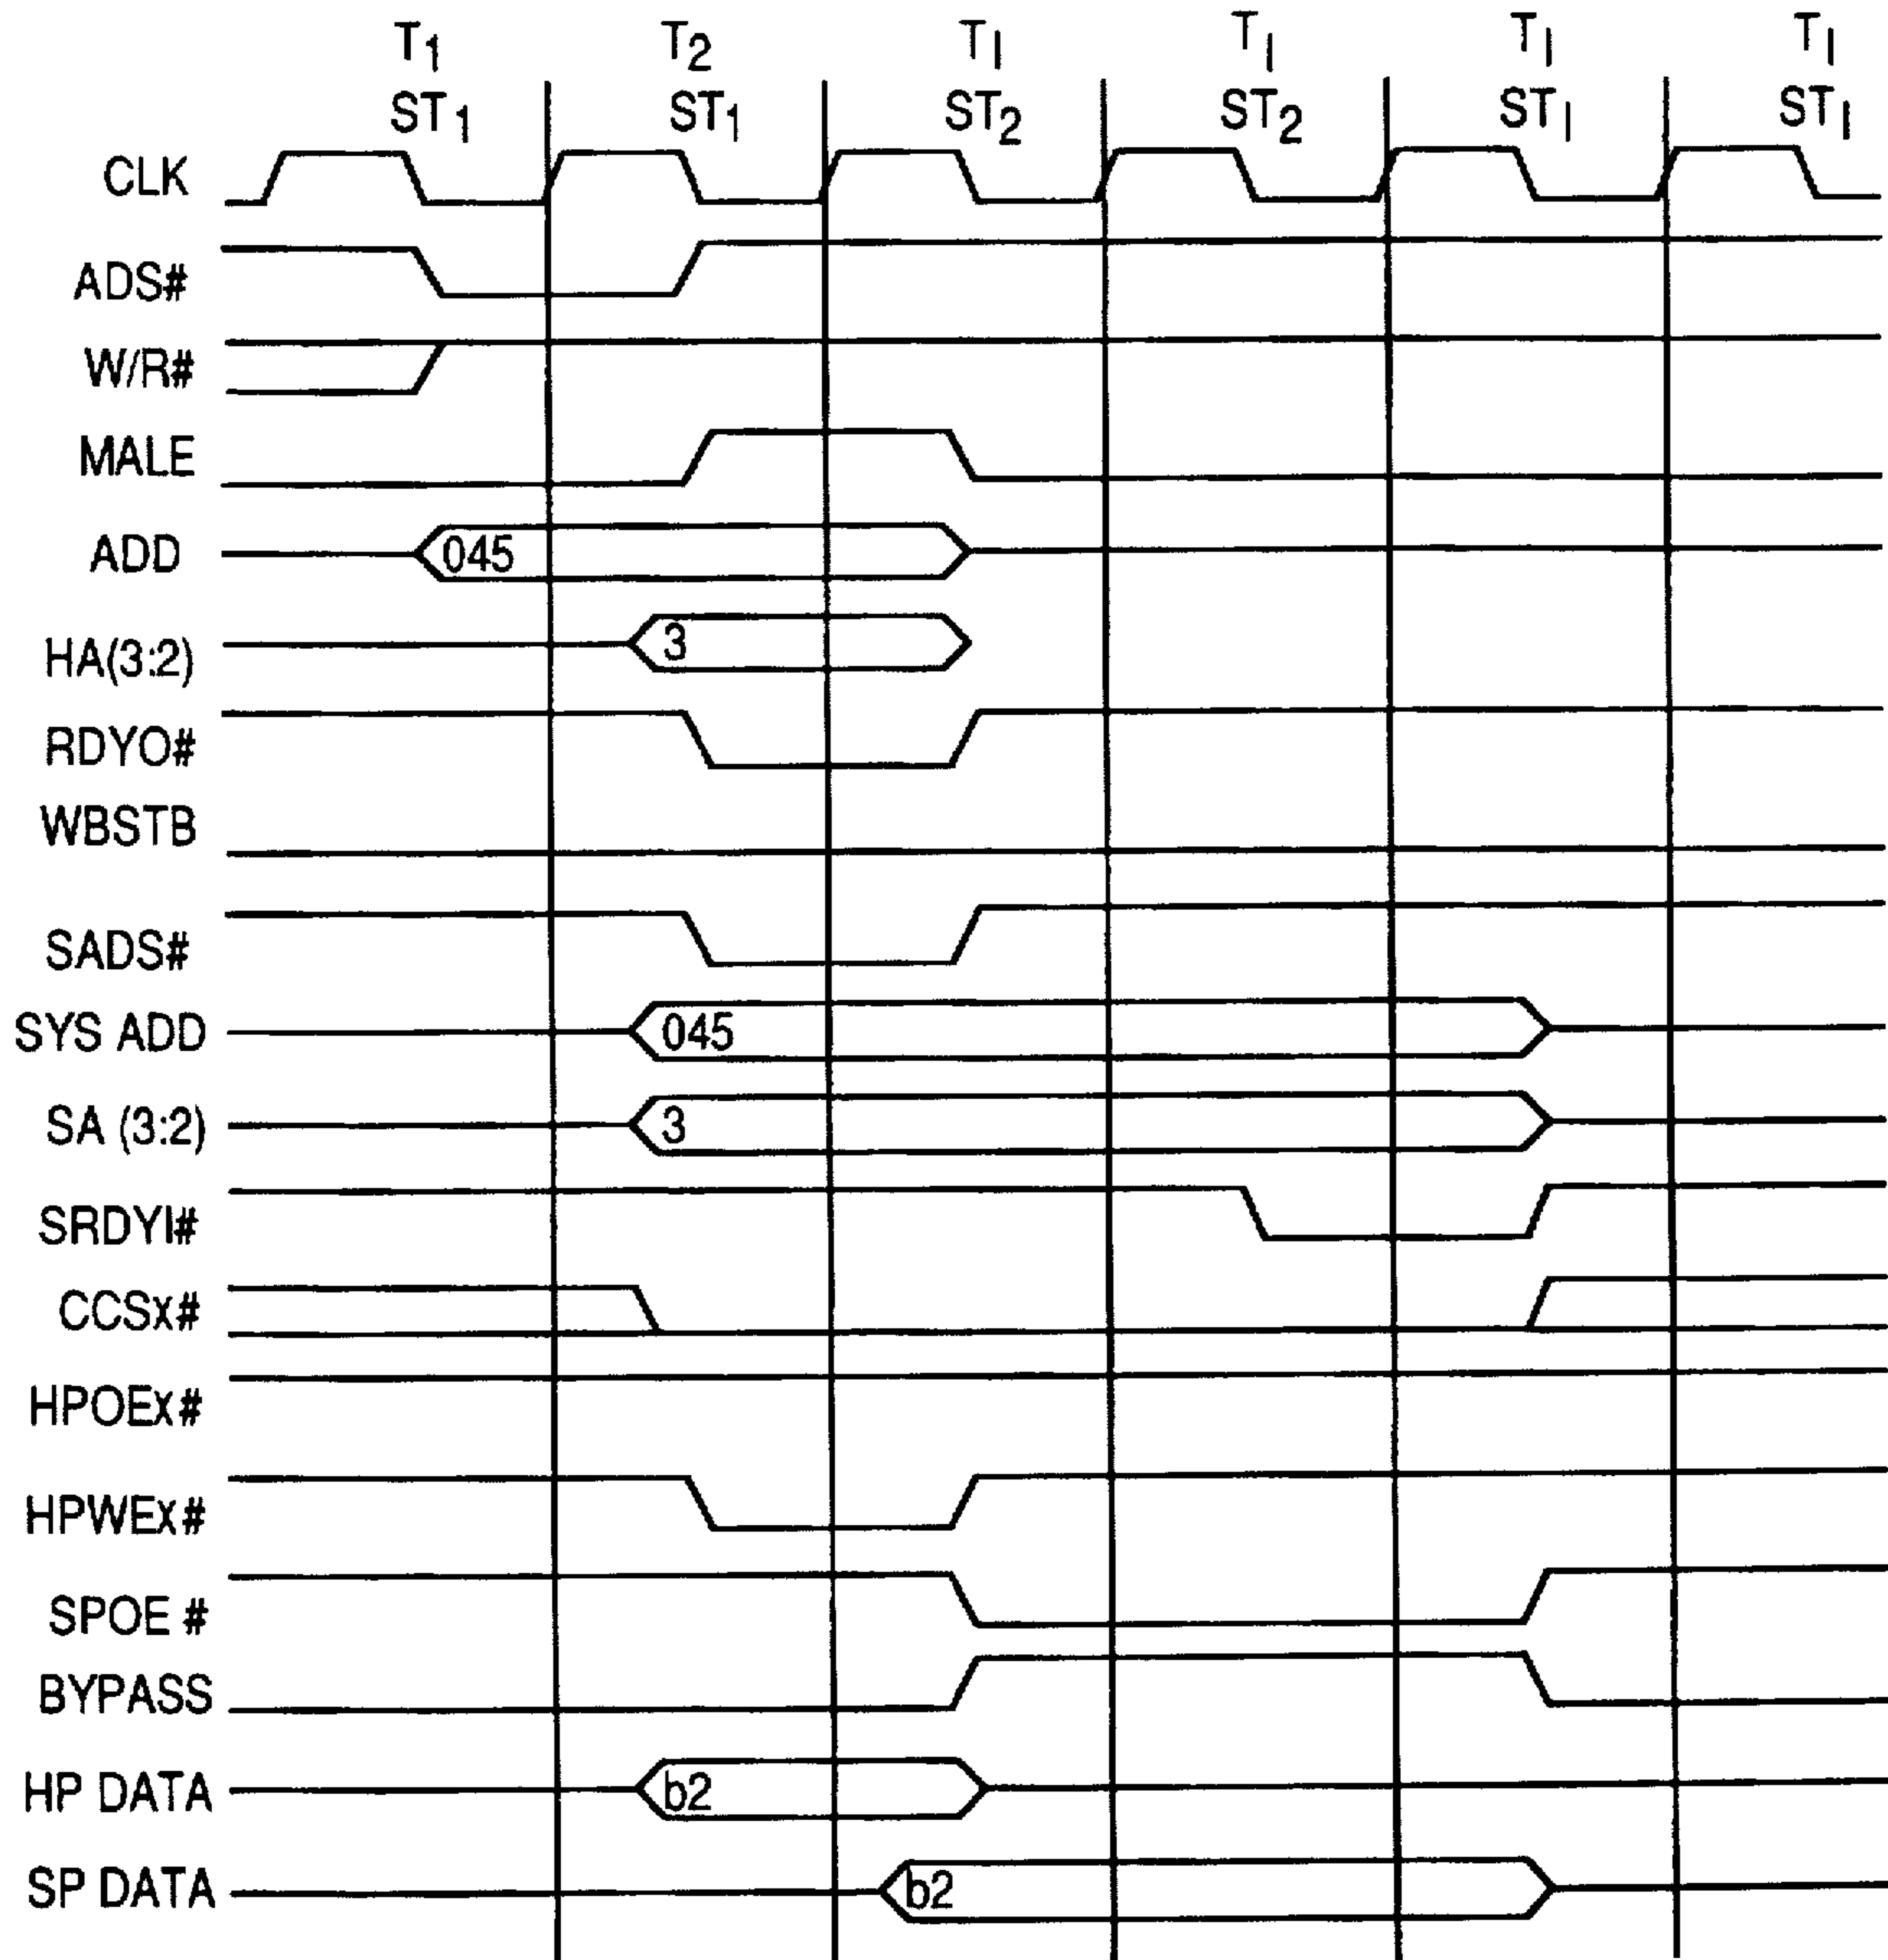 T1 T2 TI TI TI TI
ST1 ST1 ST2 ST2 STI STI
CLK
ADS#
W/R#
MALE
ADD 045
HA(3:2) 3
RDYO#
WBSTB
SADS#
SYS ADD 045
SA (3:2) 3
SRDYI#
CCSx#
HPOEx#
HPWEx#
SPOE #
BYPASS
HP DATA b2
SP DATA b2